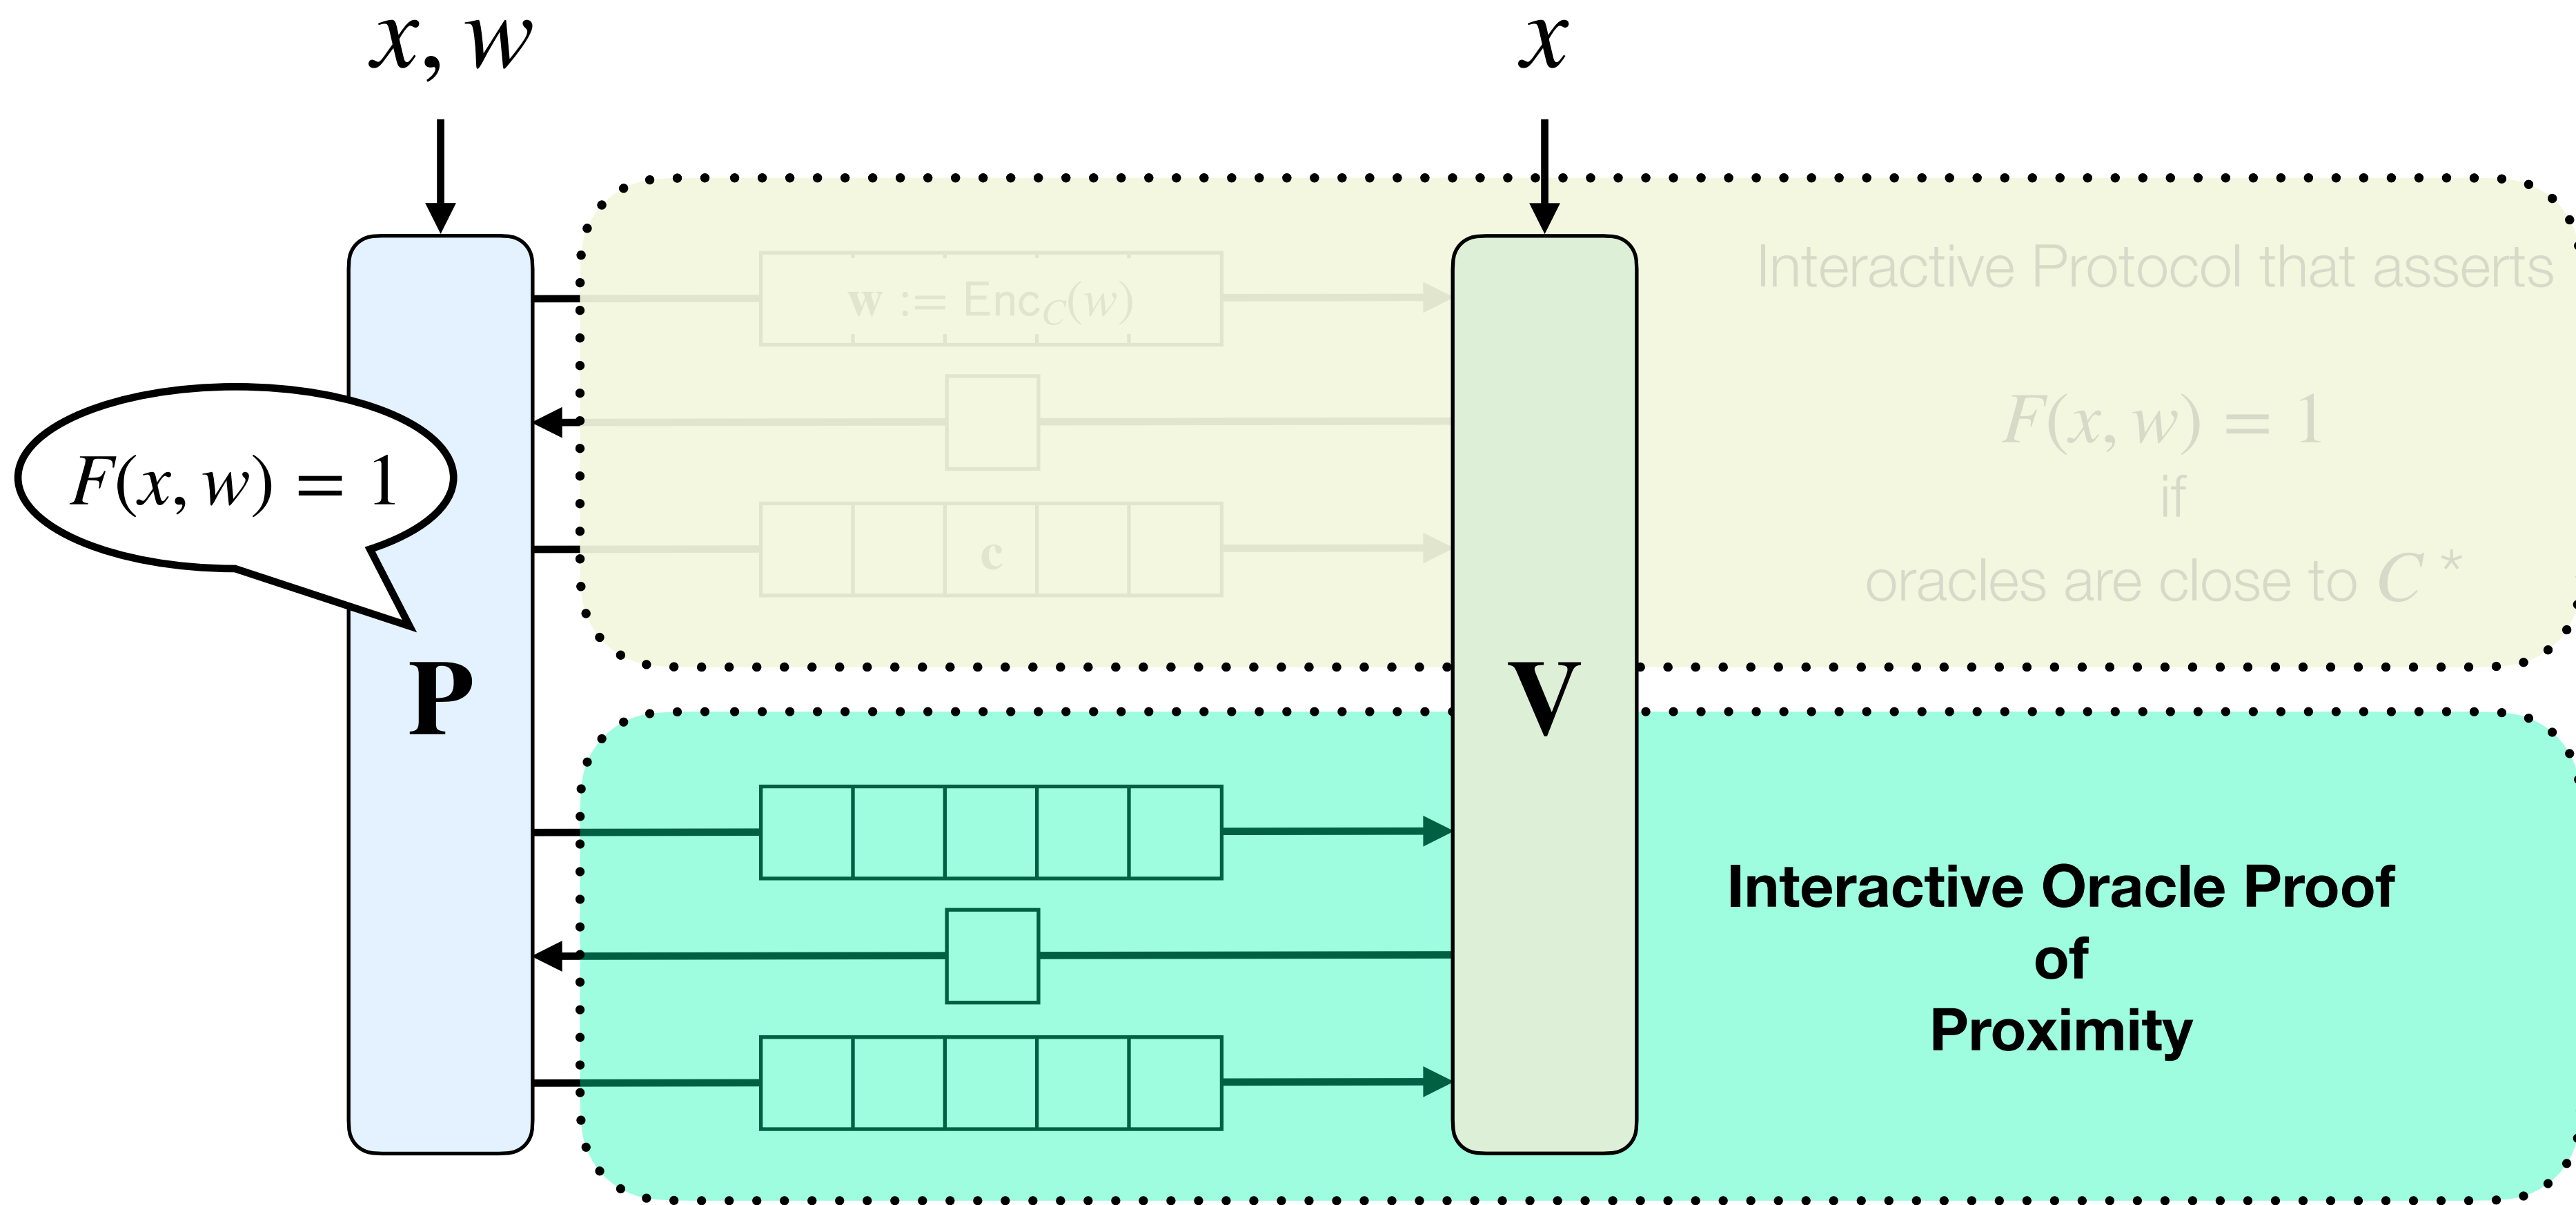 x, w
x
Interactive Protocol that asserts
w := Enc_C(w)
F(x, w) = 1
if
c
oracles are close to C *
F(x, w) = 1
P
V
Interactive Oracle Proof
of
Proximity